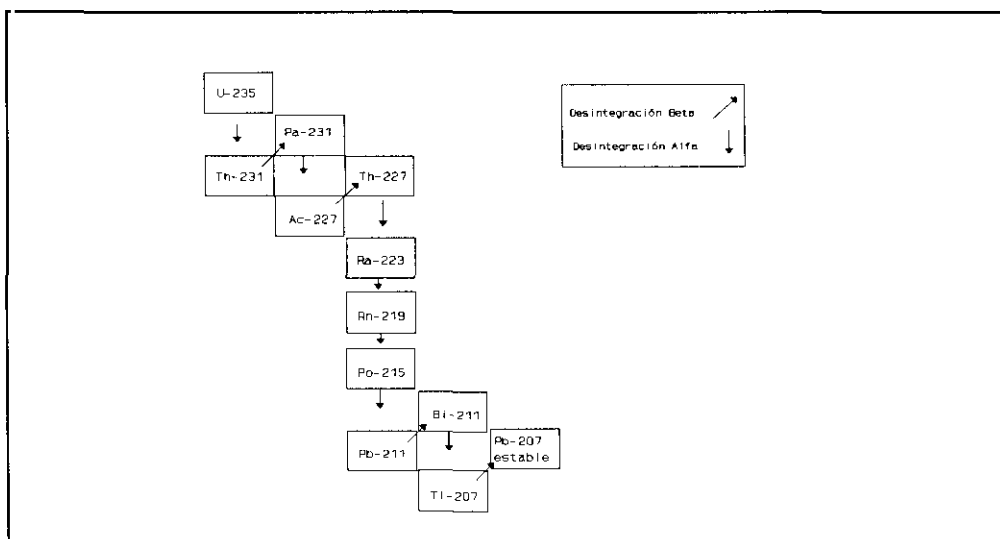 U-235
Pa-231
Th-231
Th-227
Ac-227
Ra-223
Rn-219
Po-215
Bi-211
Pb-211
Pb-207
estable
Tl-207
Desintegración Beta
Desintegración Alfa